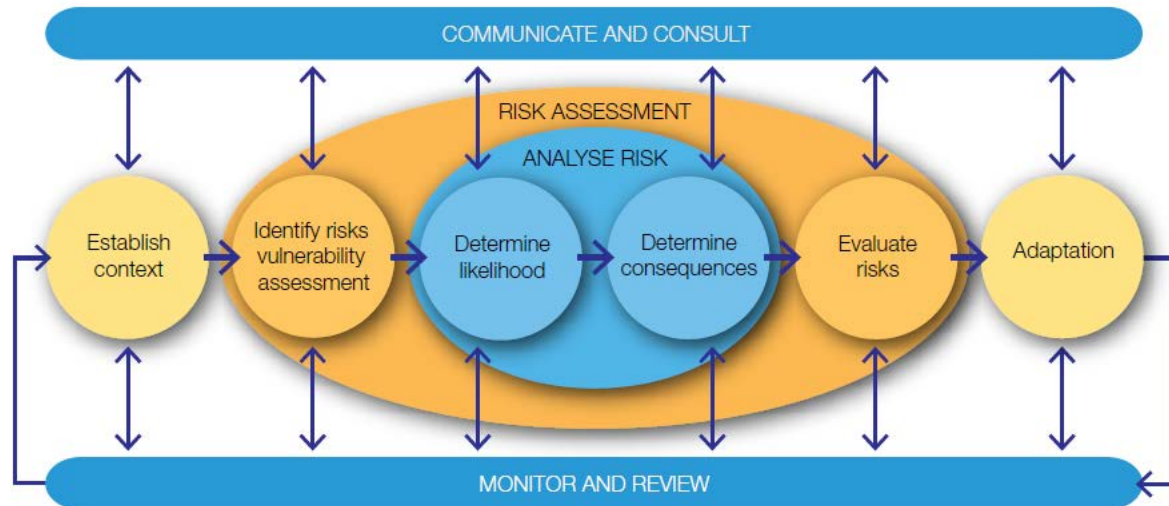 COMMUNICATE AND CONSULT
RISK ASSESSMENT
ANALYSE RISK
Establish
context
Identify risks
vulnerability
assessment
Determine
likelihood
Determine
consequences
Evaluate
risks
Adaptation
MONITOR AND REVIEW